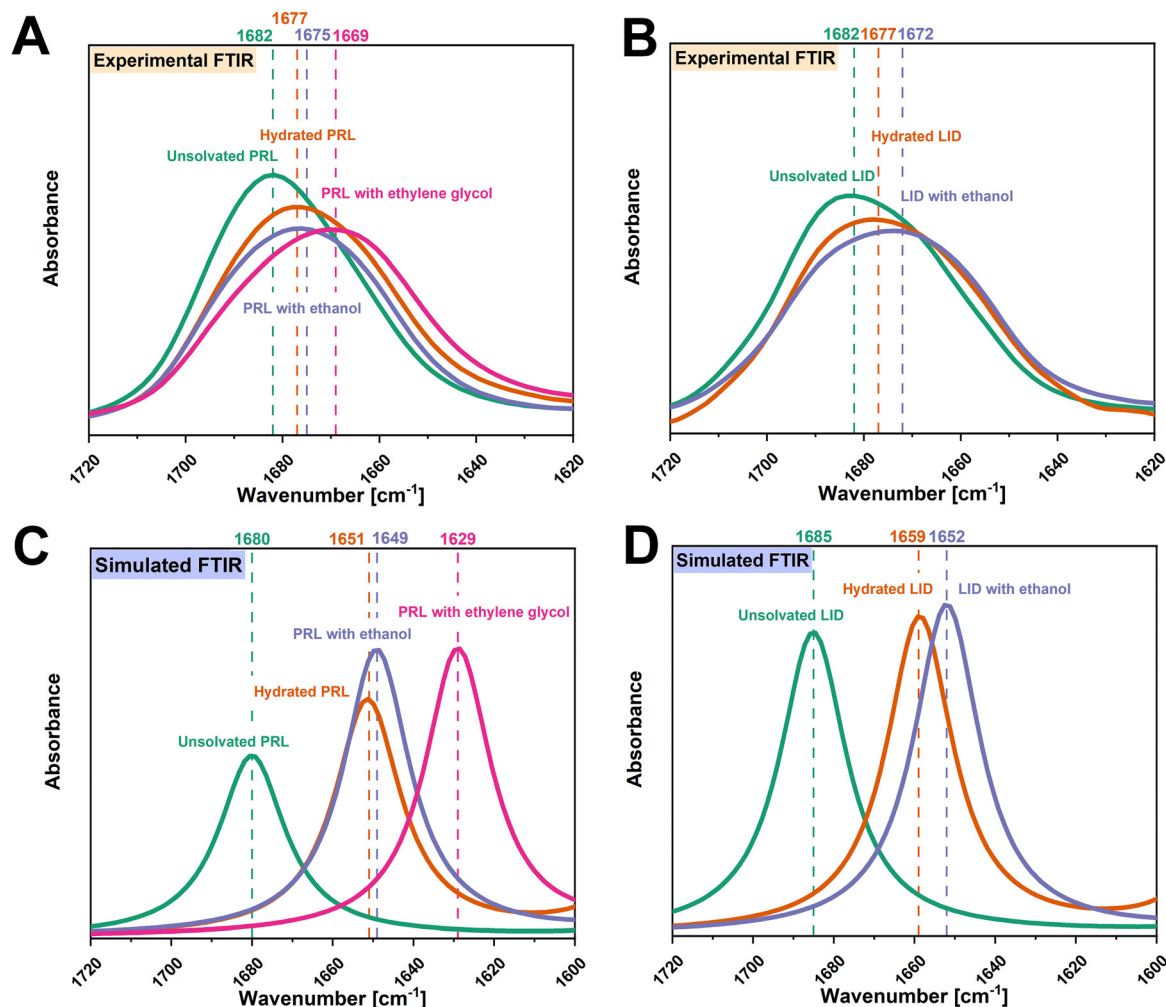 A
1677
1682 1675 1669
Experimental FTIR
Hydrated PRL
Unsolvated PRL
PRL with ethylene glycol
PRL with ethanol
Absorbance
1720 1700 1680 1660 1640 1620
Wavenumber [cm⁻¹]
B
1682 1677 1672
Experimental FTIR
Hydrated LID
Unsolvated LID
LID with ethanol
Absorbance
1720 1700 1680 1660 1640 1620
Wavenumber [cm⁻¹]
C
1680 1651 1649 1629
Simulated FTIR
PRL with ethylene glycol
PRL with ethanol
Hydrated PRL
Unsolvated PRL
Absorbance
1720 1700 1680 1660 1640 1620 1600
Wavenumber [cm⁻¹]
D
1685 1659 1652
Simulated FTIR
Hydrated LID
LID with ethanol
Unsolvated LID
Absorbance
1720 1700 1680 1660 1640 1620 1600
Wavenumber [cm⁻¹]